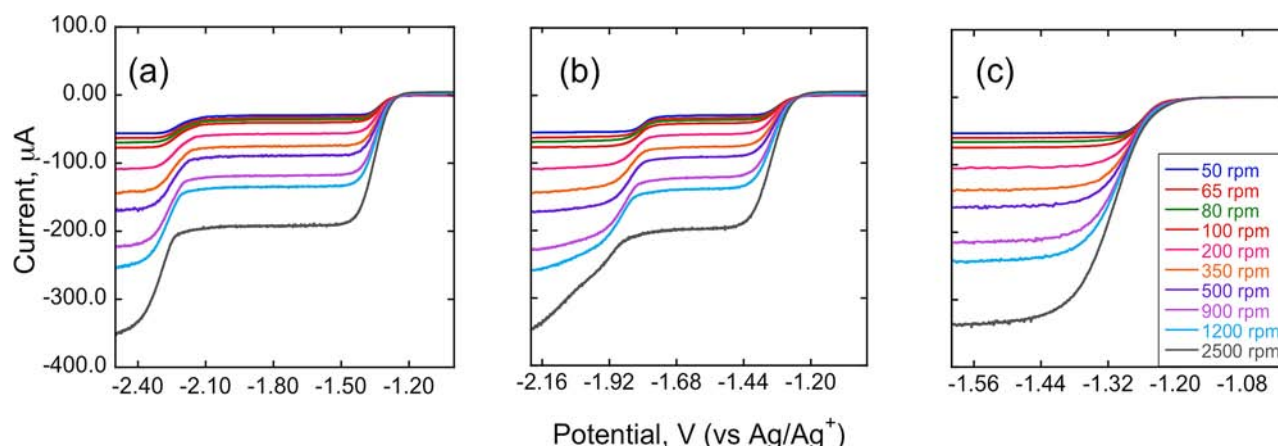 100.0
0.00
-100.0
-200.0
-300.0
-400.0
Current, μA
(a)
-2.40 -2.10 -1.80 -1.50 -1.20
(b)
-2.16 -1.92 -1.68 -1.44 -1.20
(c)
50 rpm
65 rpm
80 rpm
100 rpm
200 rpm
350 rpm
500 rpm
900 rpm
1200 rpm
2500 rpm
-1.56 -1.44 -1.32 -1.20 -1.08
Potential, V (vs Ag/Ag⁺)